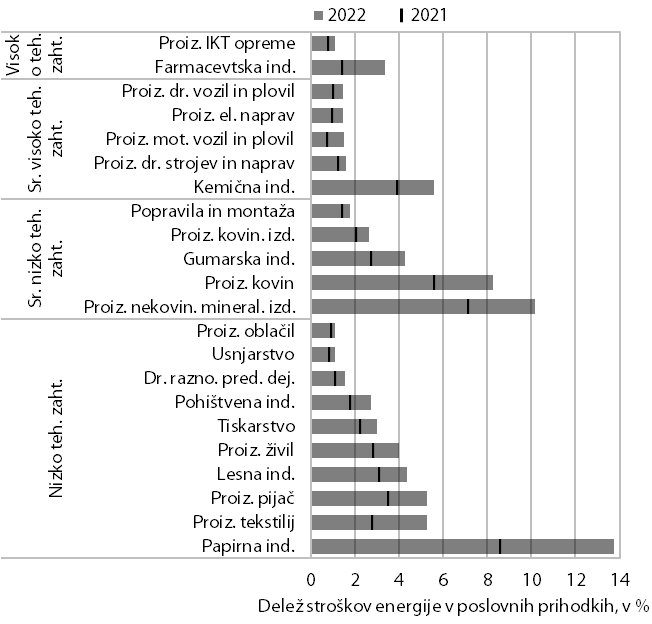 2022 2021
Visok
o teh.
zaht.
Proiz. IKT opreme
Farmacevtska ind.
Sr. visoko teh.
zaht.
Proiz. dr. vozil in plovil
Proiz. el. naprav
Proiz. mot. vozil in plovil
Proiz. dr. strojev in naprav
Kemična ind.
Sr. nizko teh.
zaht.
Popravila in montaža
Proiz. kovin. izd.
Gumarska ind.
Proiz. kovin
Proiz. nekovin. mineral. izd.
Nizko teh. zaht.
Proiz. oblačil
Usnjarstvo
Dr. razno. pred. dej.
Pohištvena ind.
Tiskarstvo
Proiz. živil
Lesna ind.
Proiz. pijač
Proiz. tekstilij
Papirna ind.
0 2 4 6 8 10 12 14
Delež stroškov energije v poslovnih prihodkih, v %